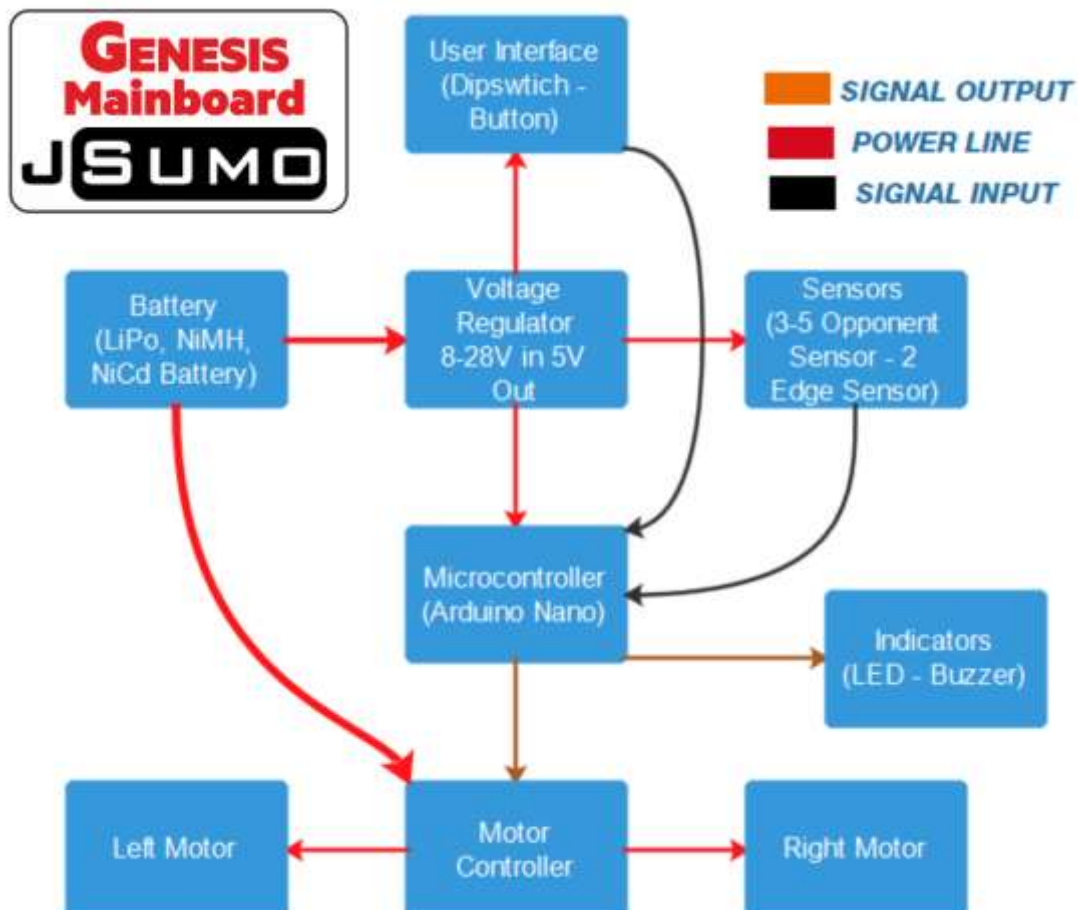 GENESIS
Mainboard
JSUMO
User Interface
(Dipswtich -
Button)
SIGNAL OUTPUT
POWER LINE
SIGNAL INPUT
Battery
(LiPo, NiMH,
NiCd Battery)
Voltage
Regulator
8-28V in 5V
Out
Sensors
(3-5 Opponent
Sensor - 2
Edge Sensor)
Microcontroller
(Arduino Nano)
Indicators
(LED - Buzzer)
Left Motor
Motor
Controller
Right Motor